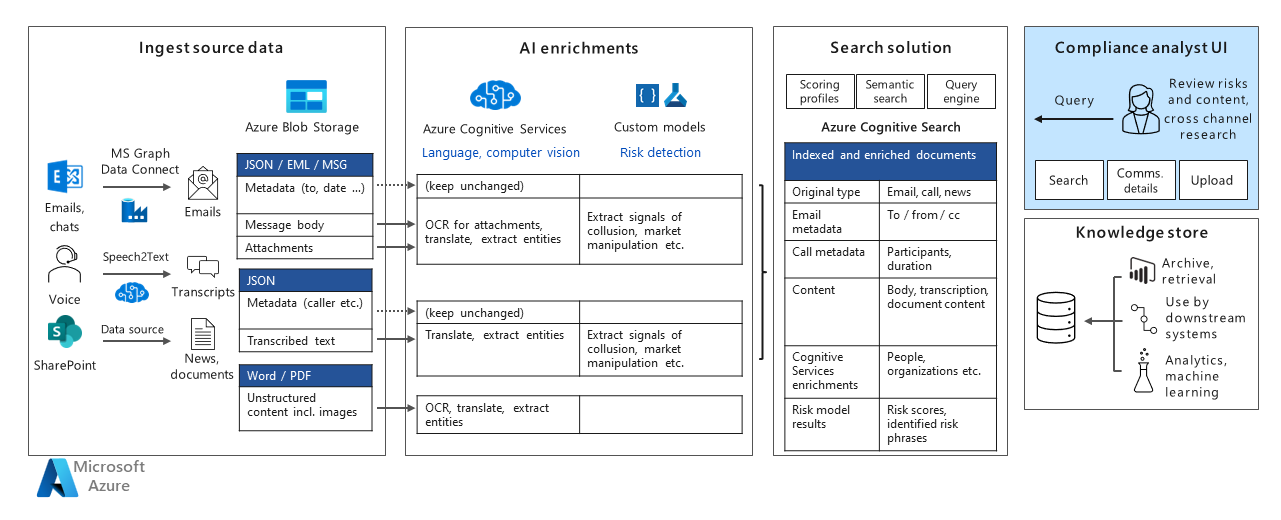 Ingest source data
Azure Blob Storage
MS Graph
Data Connect
Emails,
chats
Emails
JSON / EML / MSG
Metadata (to, date ...)
Message body
Attachments
Speech2Text
Voice
Transcripts
JSON
Metadata (caller etc.)
Transcribed text
Data source
SharePoint
News,
documents
Word / PDF
Unstructured
content incl. images
Microsoft
Azure
AI enrichments
Azure Cognitive Services
Custom models
Language, computer vision
Risk detection
(keep unchanged)
OCR for attachments,
translate, extract entities
Extract signals of
collusion, market
manipulation etc.
(keep unchanged)
Translate, extract entities
Extract signals of
collusion, market
manipulation etc.
OCR, translate, extract
entities
Search solution
Scoring
profiles
Semantic
search
Query
engine
Azure Cognitive Search
Indexed and enriched documents
Original type
Email, call, news
Email
metadata
To / from / cc
Call metadata
Participants,
duration
Content
Body, transcription,
document content
Cognitive
Services
enrichments
People,
organizations etc.
Risk model
results
Risk scores,
identified risk
phrases
Compliance analyst UI
Query
Review risks
and content,
cross channel
research
Search
Comms.
details
Upload
Knowledge store
Archive,
retrieval
Use by
downstream
systems
Analytics,
machine
learning